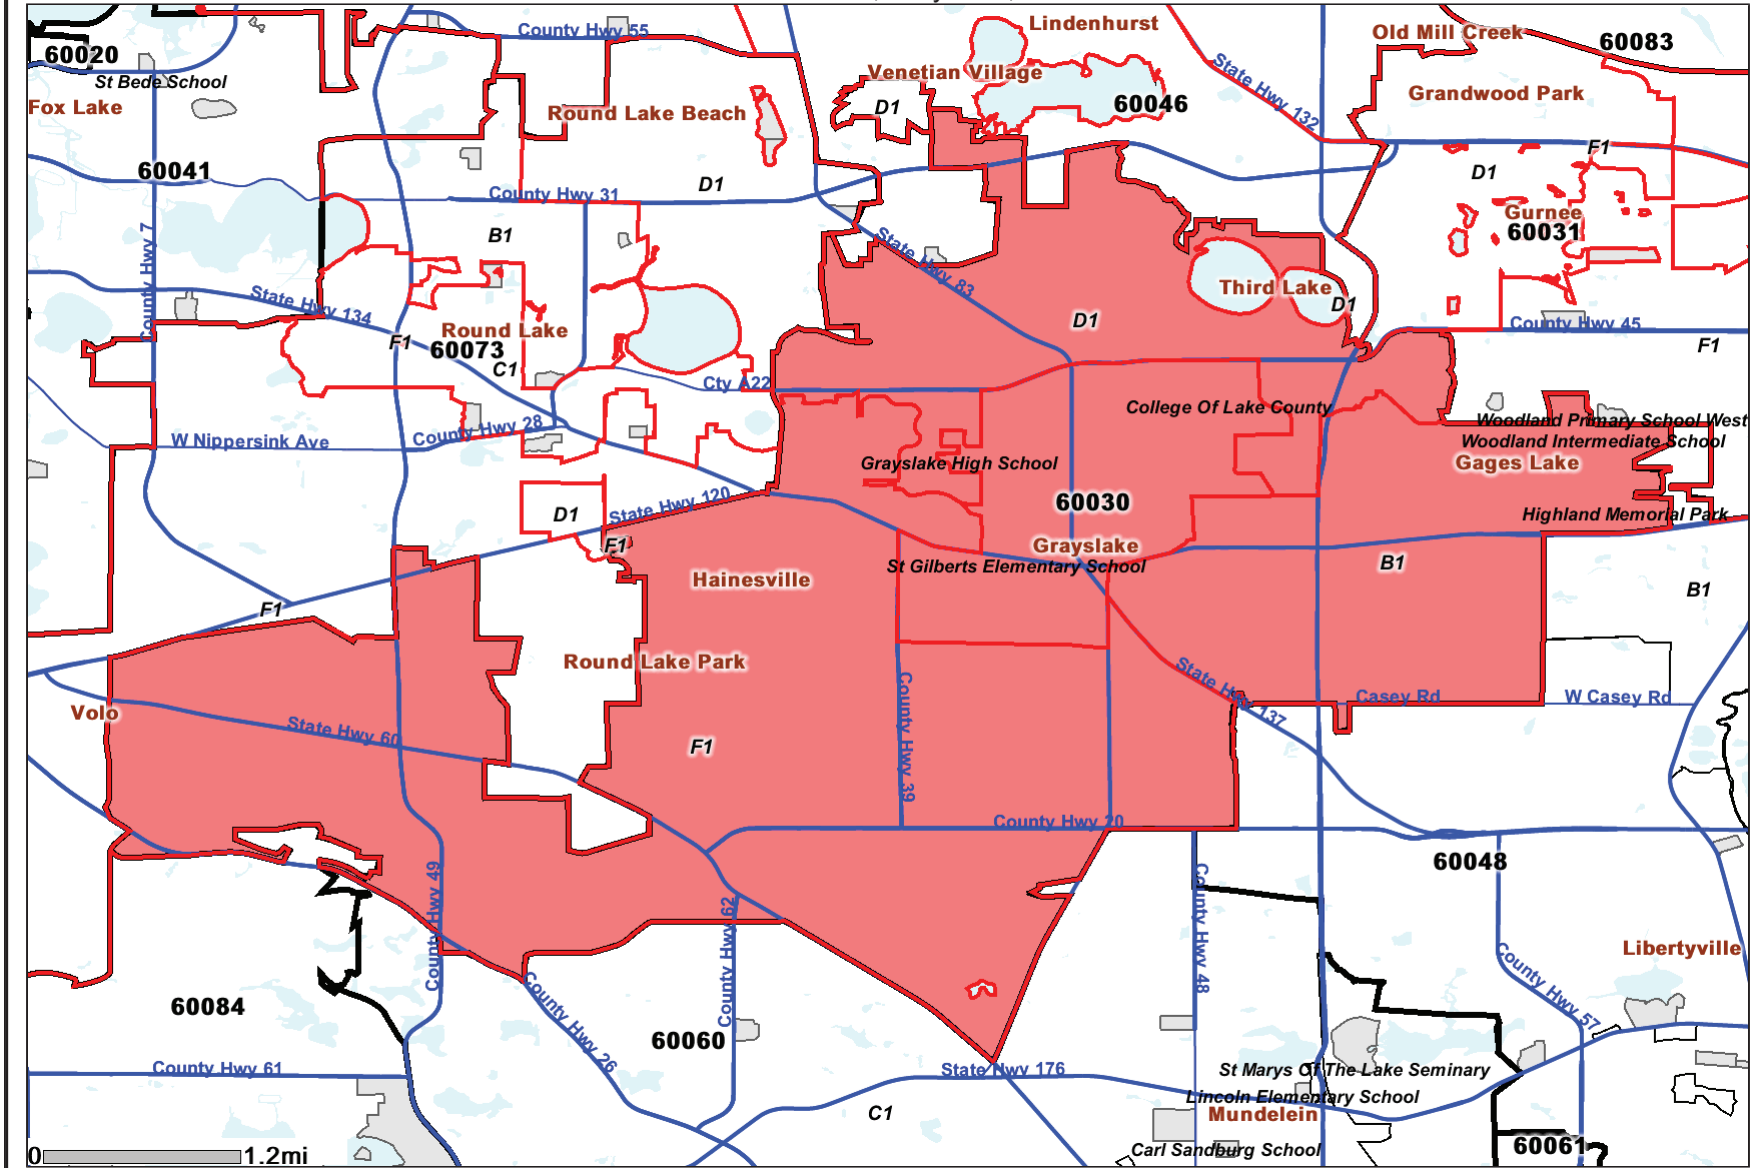 County Hwy 55
Lindenhurst
Old Mill Creek
60083
60020
St Bede School
State Hwy 132
Venetian Village
Fox Lake
Round Lake Beach
D1
60046
Grandwood Park
F1
60041
D1
D1
County Hwy 31
Gurnee
60031
B1
County Hwy 7
State Hwy 83
State Hwy 134
Third Lake
D1
D1
County Hwy 45
Round Lake
F1
60073
F1
C1
Cty A22
College Of Lake County
Woodland Primary School West
W Nippersink Ave
County Hwy 28
Woodland Intermediate School
Grayslake High School
Gages Lake
State Hwy 120
60030
D1
Highland Memorial Park
F1
Grayslake
St Gilberts Elementary School
B1
Hainesville
B1
F1
Round Lake Park
State Hwy 137
Casey Rd
W Casey Rd
Volo
County Hwy 39
State Hwy 60
F1
County Hwy 20
60048
County Hwy 49
County Hwy 62
County Hwy 48
Libertyville
County Hwy 57
60084
County Hwy 26
60060
County Hwy 61
State Hwy 176
St Marys Of The Lake Seminary
Lincoln Elementary School
C1
Mundelein
Carl Sandburg School
60061
0
1.2mi